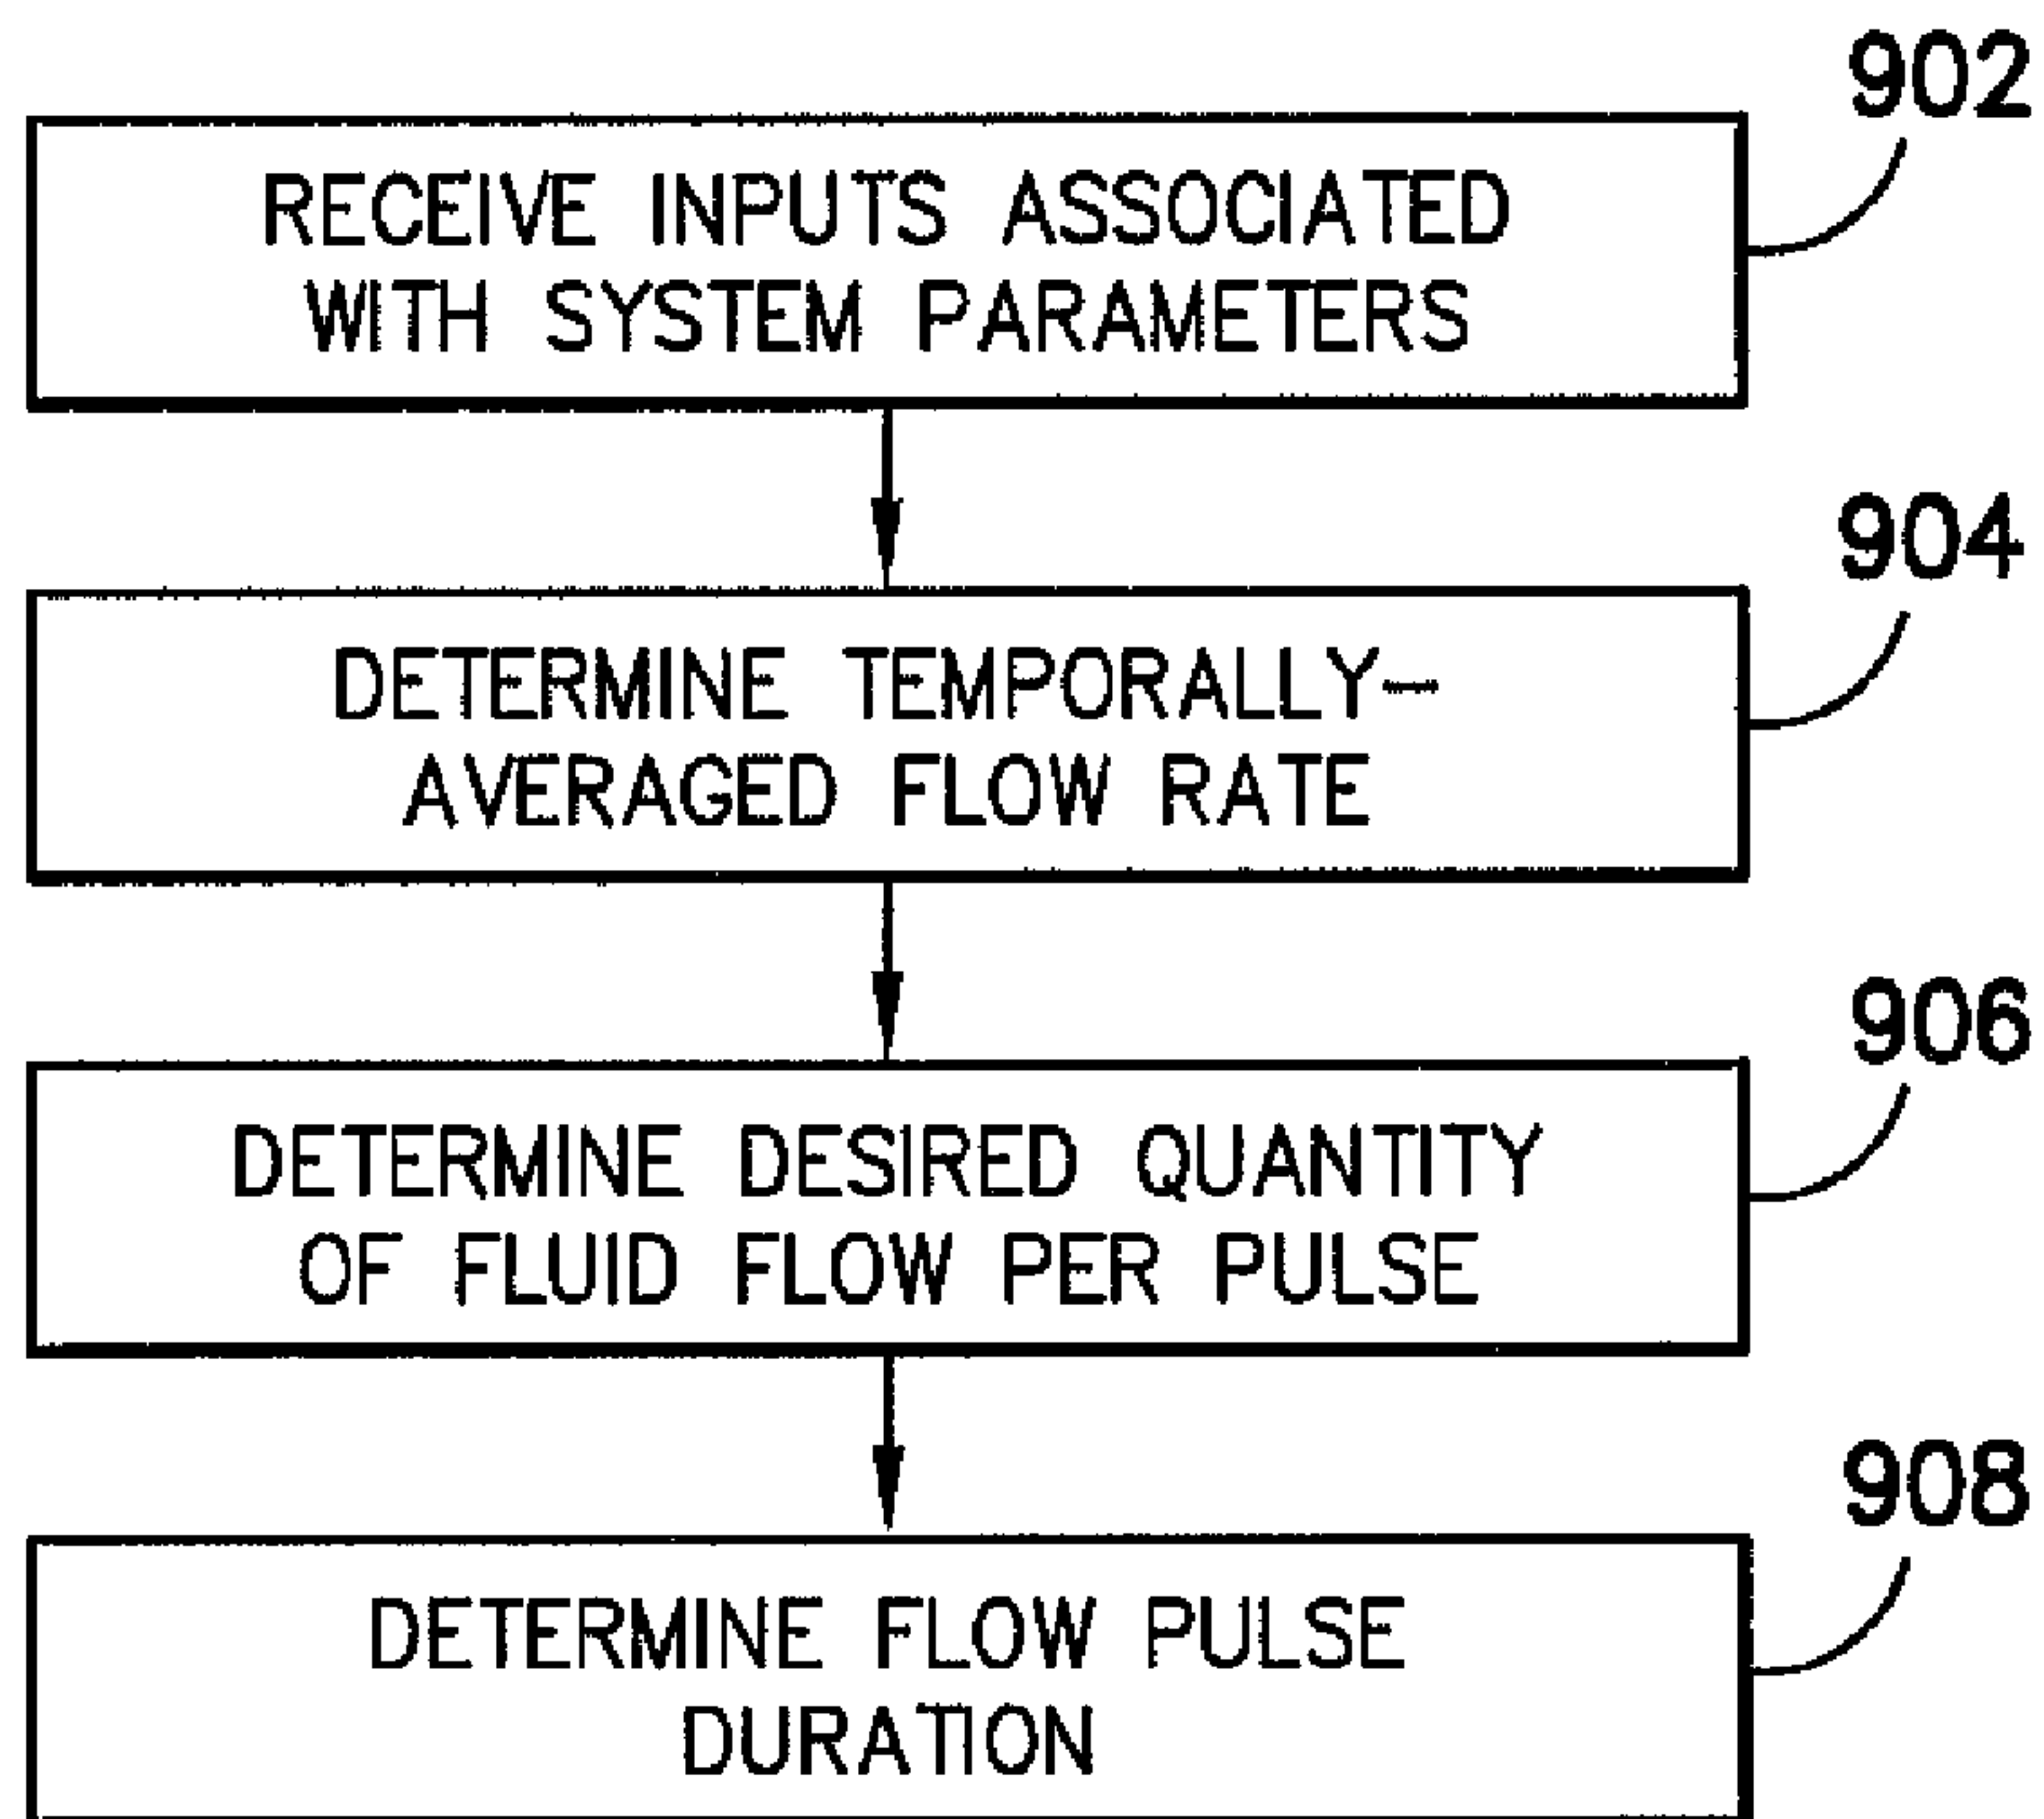 902
RECEIVE INPUTS ASSOCIATED
WITH SYSTEM PARAMETERS
904
DETERMINE TEMPORALLY-
AVERAGED FLOW RATE
906
DETERMINE DESIRED QUANTITY
OF FLUID FLOW PER PULSE
908
DETERMINE FLOW PULSE
DURATION